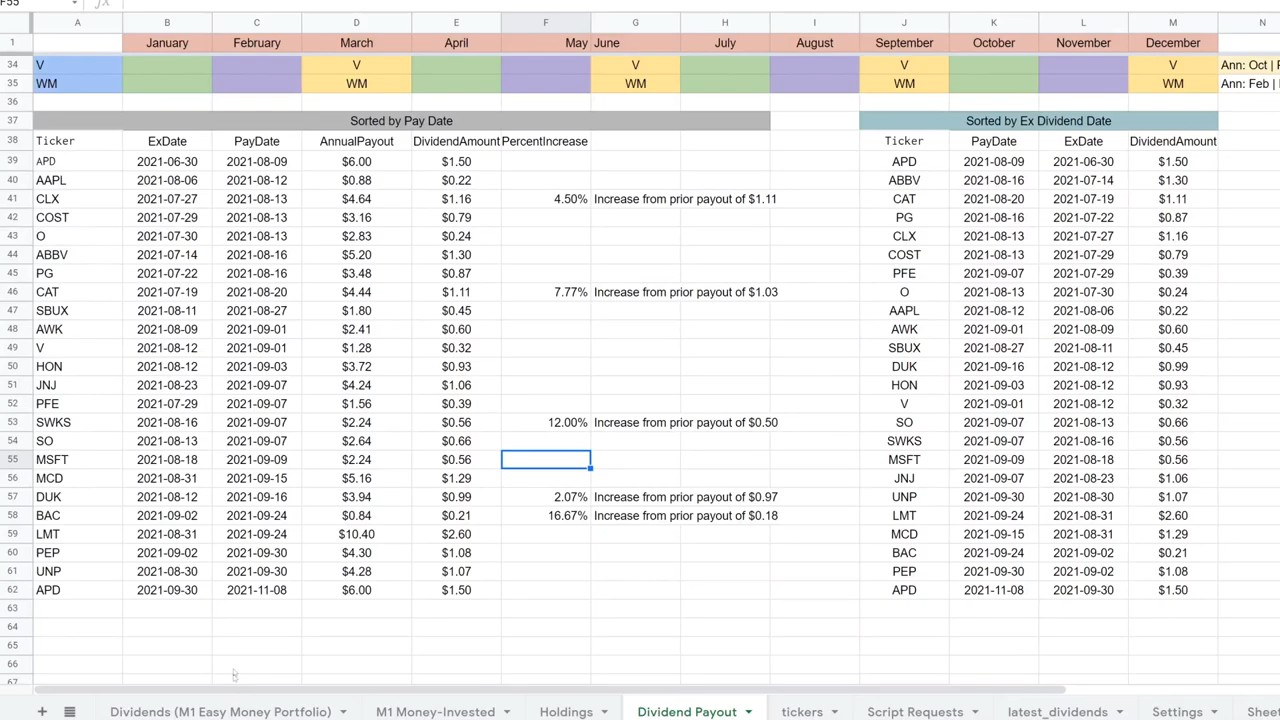 F55
fx
A B C D E F G H I J K L M N
1 January February March April May June July August September October November December
34 V V V V V Ann: Oct |
35 WM WM WM WM WM Ann: Feb |
36
37 Sorted by Pay Date Sorted by Ex Dividend Date
38 Ticker ExDate PayDate AnnualPayout DividendAmount PercentIncrease Ticker PayDate ExDate DividendAmount
39 APD 2021-06-30 2021-08-09 $6.00 $1.50 APD 2021-08-09 2021-06-30 $1.50
40 AAPL 2021-08-06 2021-08-12 $0.88 $0.22 ABBV 2021-08-16 2021-07-14 $1.30
41 CLX 2021-07-27 2021-08-13 $4.64 $1.16 4.50% Increase from prior payout of $1.11 CAT 2021-08-20 2021-07-19 $1.11
42 COST 2021-07-29 2021-08-13 $3.16 $0.79 PG 2021-08-16 2021-07-22 $0.87
43 O 2021-07-30 2021-08-13 $2.83 $0.24 CLX 2021-08-13 2021-07-27 $1.16
44 ABBV 2021-07-14 2021-08-16 $5.20 $1.30 COST 2021-08-13 2021-07-29 $0.79
45 PG 2021-07-22 2021-08-16 $3.48 $0.87 PFE 2021-09-07 2021-07-29 $0.39
46 CAT 2021-07-19 2021-08-20 $4.44 $1.11 7.77% Increase from prior payout of $1.03 O 2021-08-13 2021-07-30 $0.24
47 SBUX 2021-08-11 2021-08-27 $1.80 $0.45 AAPL 2021-08-12 2021-08-06 $0.22
48 AWK 2021-08-09 2021-09-01 $2.41 $0.60 AWK 2021-09-01 2021-08-09 $0.60
49 V 2021-08-12 2021-09-01 $1.28 $0.32 SBUX 2021-08-27 2021-08-11 $0.45
50 HON 2021-08-12 2021-09-03 $3.72 $0.93 DUK 2021-09-16 2021-08-12 $0.99
51 JNJ 2021-08-23 2021-09-07 $4.24 $1.06 HON 2021-09-03 2021-08-12 $0.93
52 PFE 2021-07-29 2021-09-07 $1.56 $0.39 V 2021-09-01 2021-08-12 $0.32
53 SWKS 2021-08-16 2021-09-07 $2.24 $0.56 12.00% Increase from prior payout of $0.50 SO 2021-09-07 2021-08-13 $0.66
54 SO 2021-08-13 2021-09-07 $2.64 $0.66 SWKS 2021-09-07 2021-08-16 $0.56
55 MSFT 2021-08-18 2021-09-09 $2.24 $0.56 MSFT 2021-09-09 2021-08-18 $0.56
56 MCD 2021-08-31 2021-09-15 $5.16 $1.29 JNJ 2021-09-07 2021-08-23 $1.06
57 DUK 2021-08-12 2021-09-16 $3.94 $0.99 2.07% Increase from prior payout of $0.97 UNP 2021-09-30 2021-08-30 $1.07
58 BAC 2021-09-02 2021-09-24 $0.84 $0.21 16.67% Increase from prior payout of $0.18 LMT 2021-09-24 2021-08-31 $2.60
59 LMT 2021-08-31 2021-09-24 $10.40 $2.60 MCD 2021-09-15 2021-08-31 $1.29
60 PEP 2021-09-02 2021-09-30 $4.30 $1.08 BAC 2021-09-24 2021-09-02 $0.21
61 UNP 2021-08-30 2021-09-30 $4.28 $1.07 PEP 2021-09-30 2021-09-02 $1.08
62 APD 2021-09-30 2021-11-08 $6.00 $1.50 APD 2021-11-08 2021-09-30 $1.50
63
64
65
66
67
+ Dividends (M1 Easy Money Portfolio) M1 Money-Invested Holdings Dividend Payout tickers Script Requests latest_dividends Settings Sheet